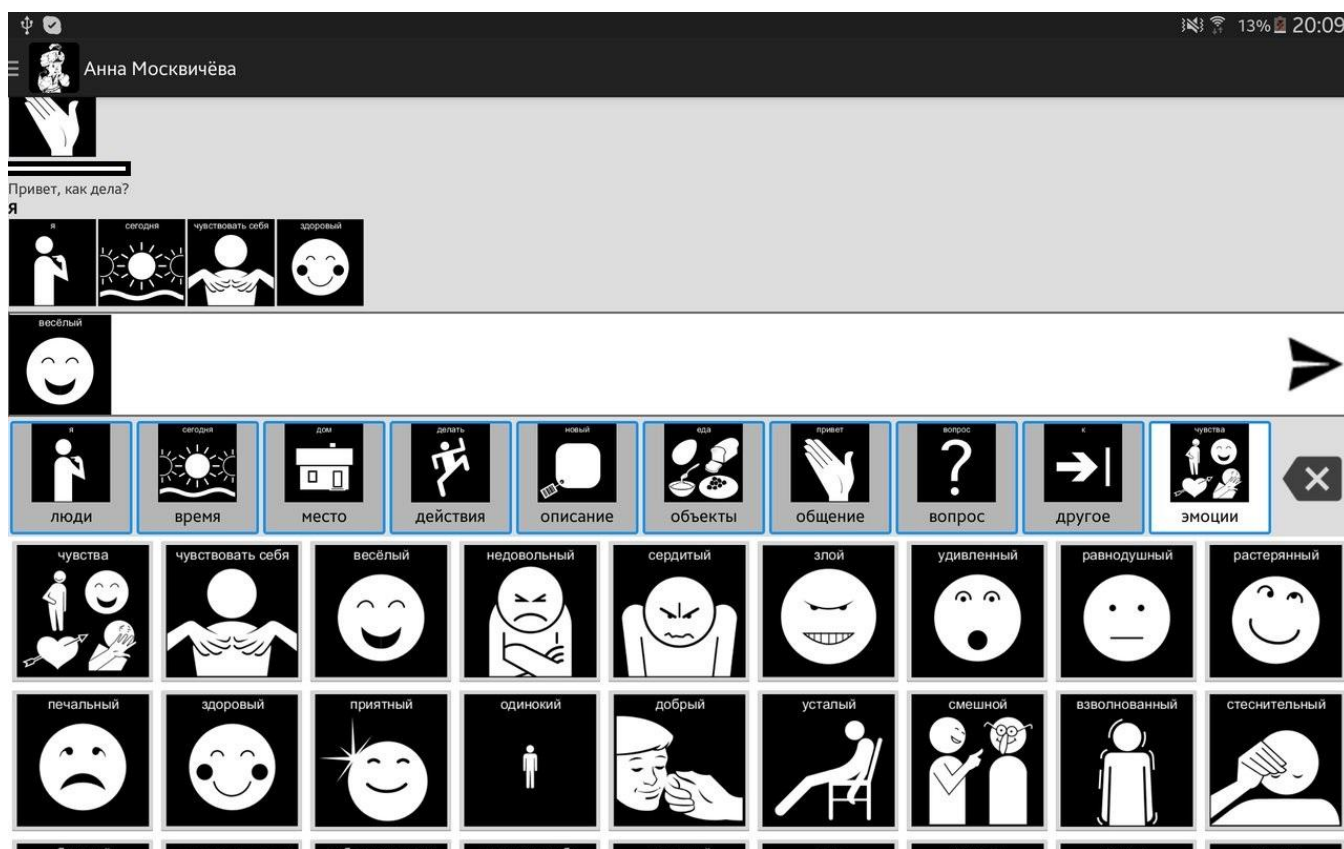 13% 20:09
Анна Москвичёва
Привет, как дела?
Я
я сегодня чувствовать себя здоровый
весёлый
я сегодня дом делать новый еда привет вопрос к чувства
люди время место действия описание объекты общение вопрос другое эмоции
чувства чувствовать себя весёлый недовольный сердитый злой удивленный равнодушный растерянный
печальный здоровый приятный одинокий добрый усталый смешной взволнованный стеснительный